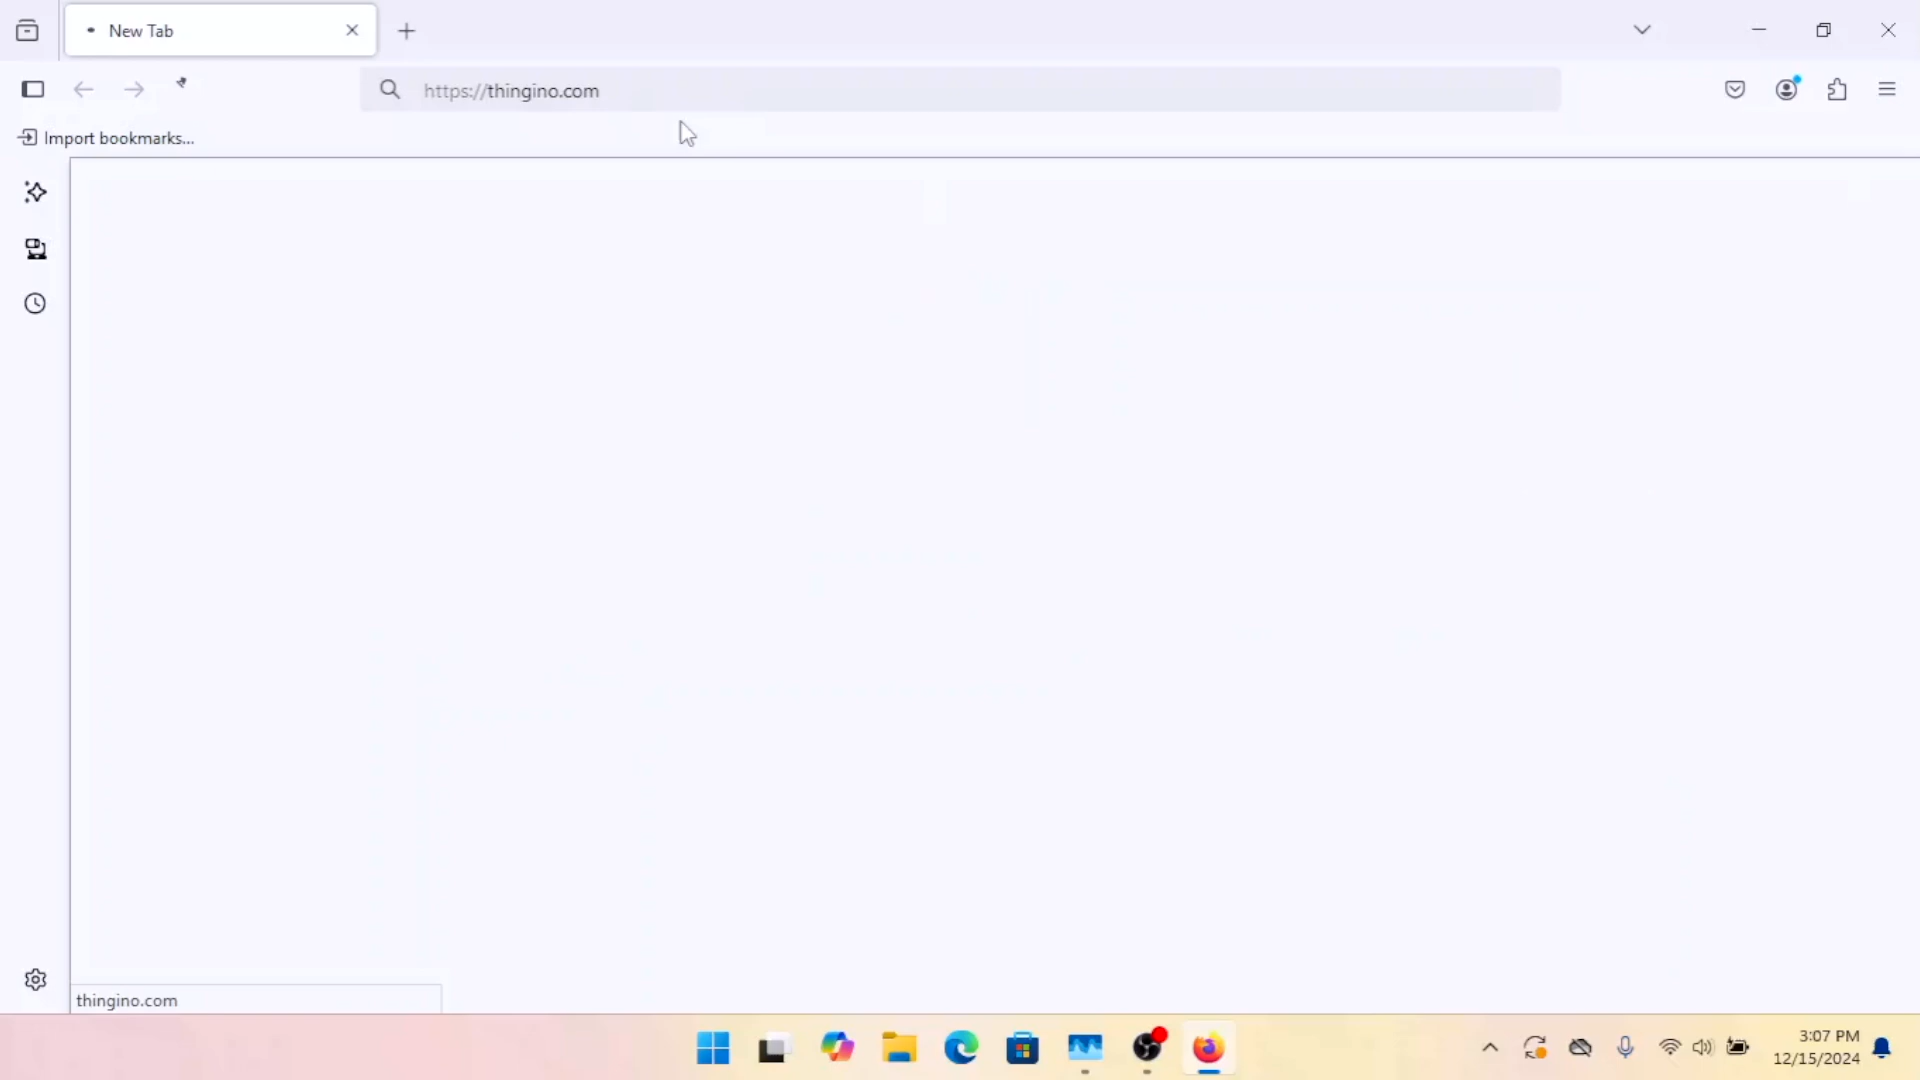 New Tab
https://thingino.com
Import bookmarks...
thingino.com
3:07 PM
12/15/2024